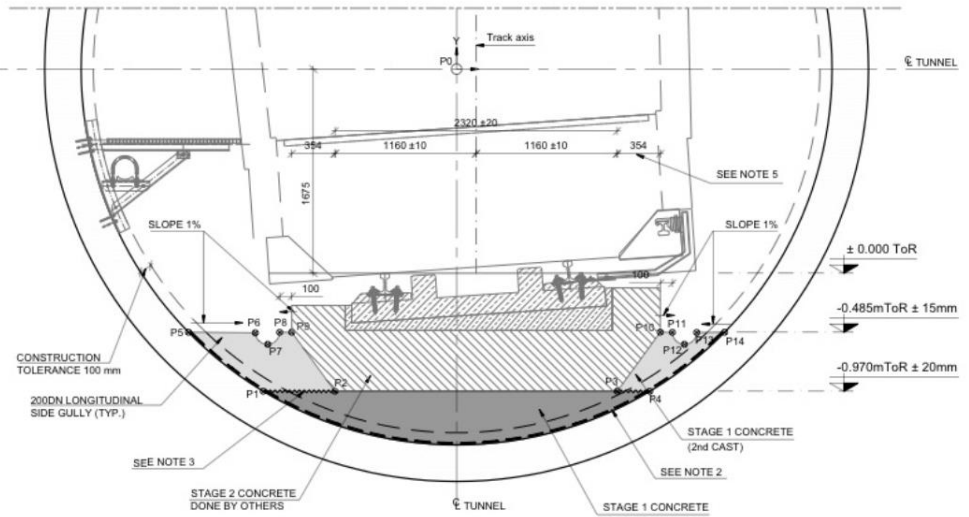 Y
Track axis
P0
℄ TUNNEL
2320 ±20
354
1160 ±10
1160 ±10
354
SEE NOTE 5
1675
SLOPE 1%
SLOPE 1%
± 0.000 ToR
100
100
-0.485mToR ± 15mm
P5
P6
P8
P9
P10
P11
P13
P14
P7
P12
CONSTRUCTION
TOLERANCE 100 mm
-0.970mToR ± 20mm
P1
P2
P3
P4
200DN LONGITUDINAL
SIDE GULLY (TYP.)
STAGE 1 CONCRETE
(2nd CAST)
SEE NOTE 3
SEE NOTE 2
STAGE 2 CONCRETE
DONE BY OTHERS
℄ TUNNEL
STAGE 1 CONCRETE